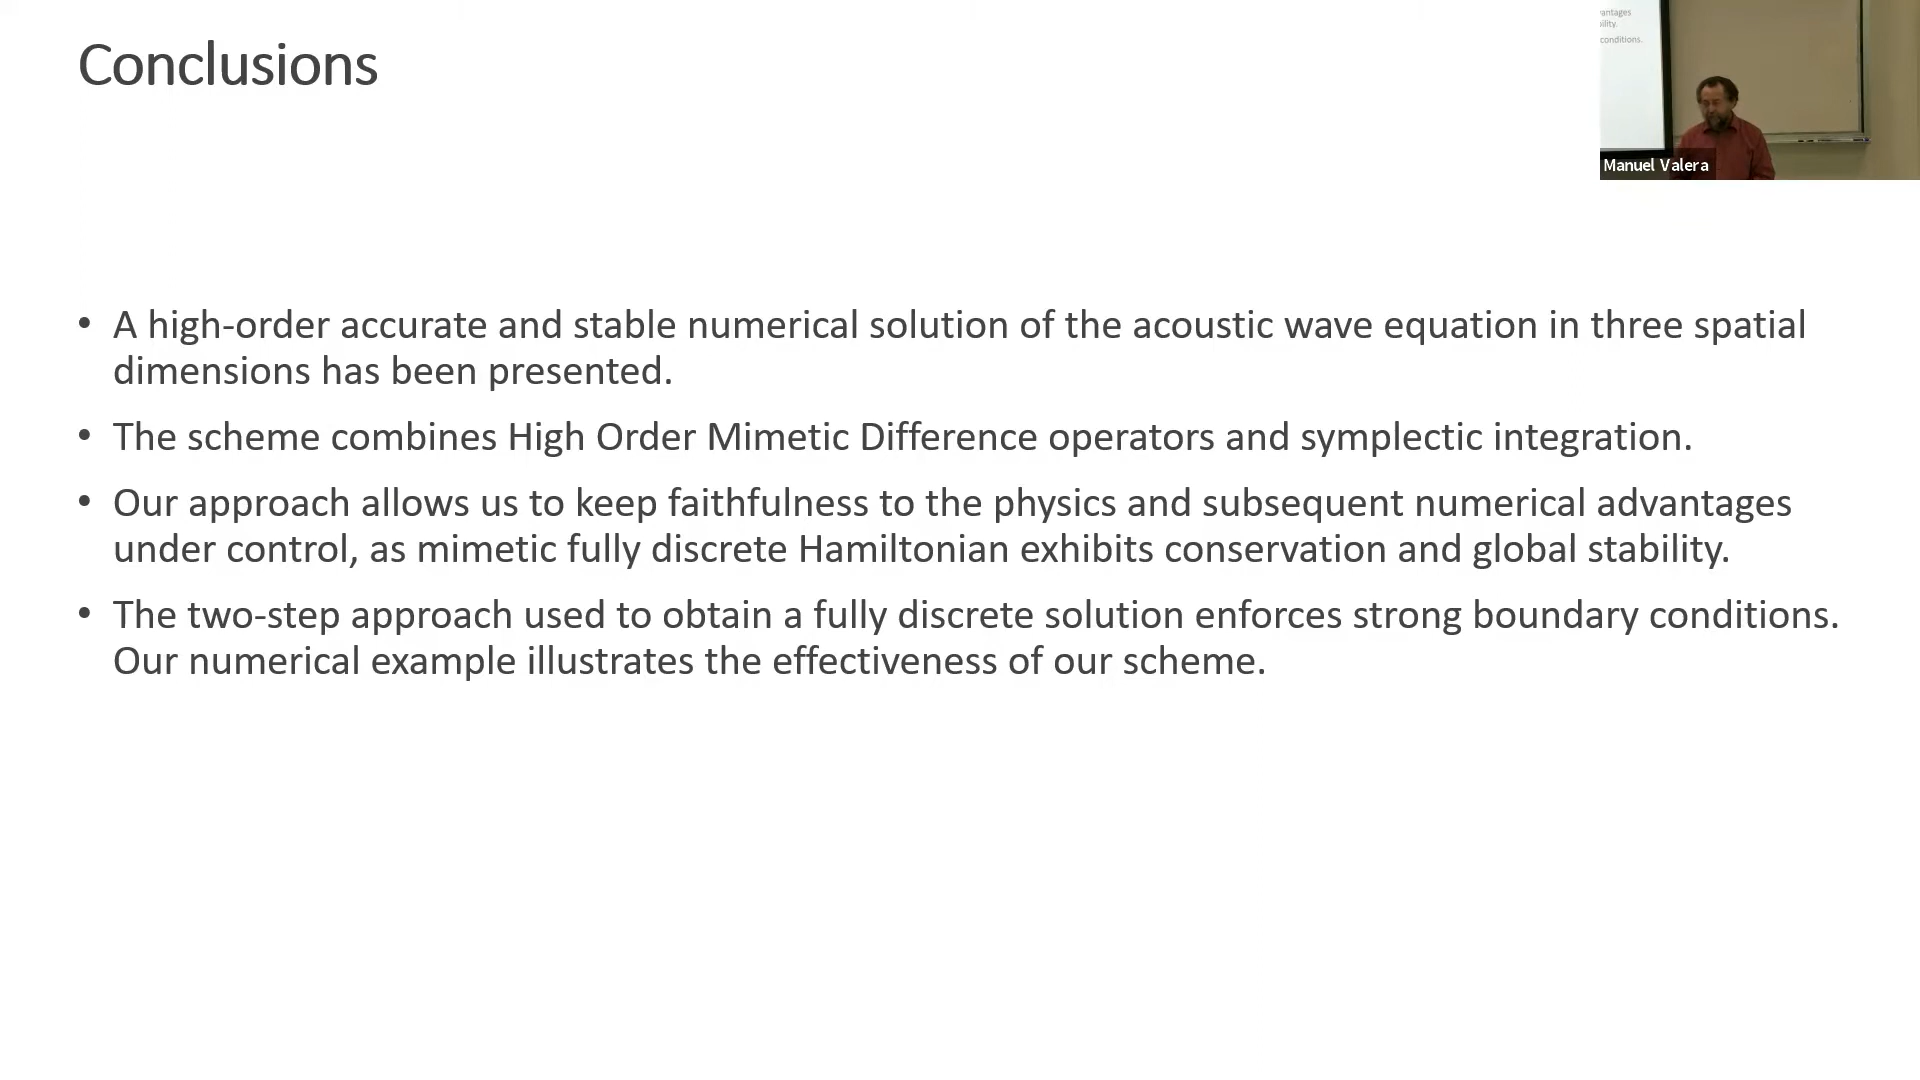 Conclusions
vantages
bility.
conditions.
Manuel Valera
• A high-order accurate and stable numerical solution of the acoustic wave equation in three spatial
dimensions has been presented.
• The scheme combines High Order Mimetic Difference operators and symplectic integration.
• Our approach allows us to keep faithfulness to the physics and subsequent numerical advantages
under control, as mimetic fully discrete Hamiltonian exhibits conservation and global stability.
• The two-step approach used to obtain a fully discrete solution enforces strong boundary conditions.
Our numerical example illustrates the effectiveness of our scheme.